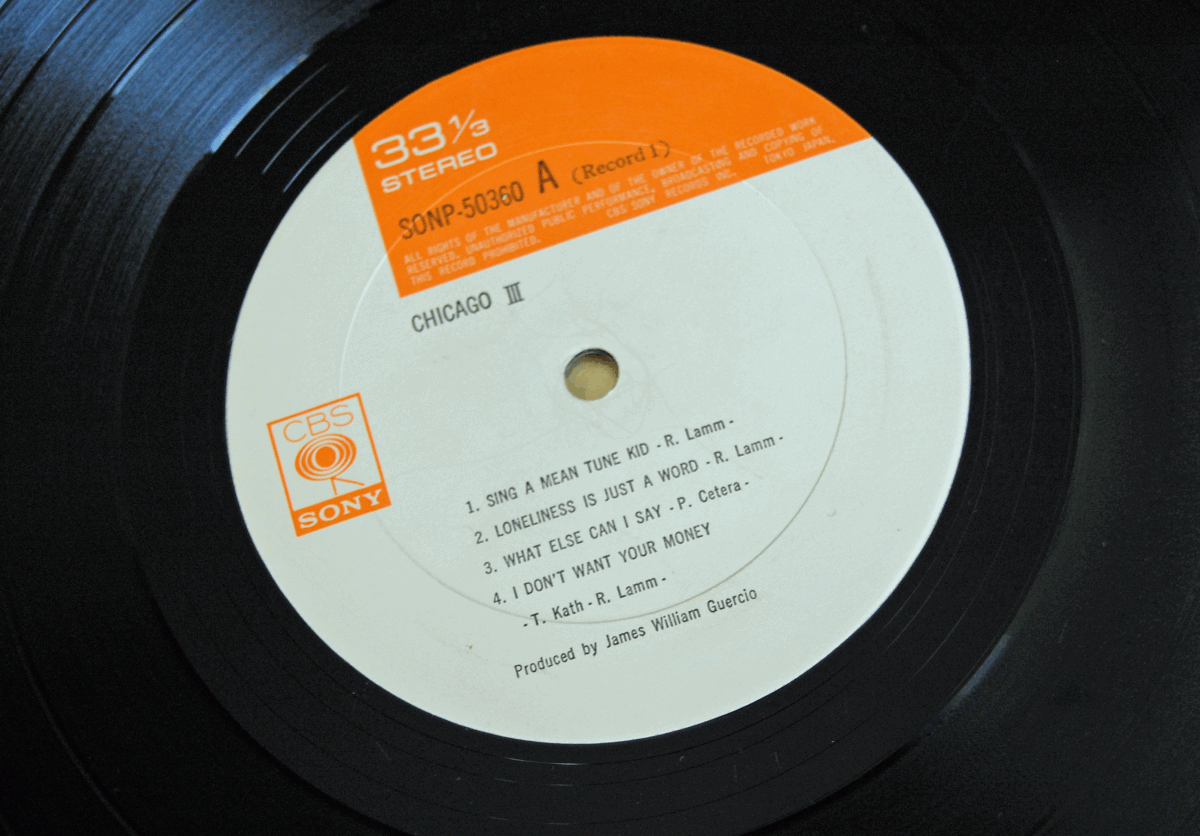 33 1/3
STEREO
SONP-50360 A (Record 1)
ALL RIGHTS OF THE MANUFACTURER AND OF THE OWNER OF THE RECORDED WORK
RESERVED. UNAUTHORIZED PUBLIC PERFORMANCE, BROADCASTING AND COPYING OF
THIS RECORD PROHIBITED. CBS/SONY RECORDS INC. TOKYO JAPAN.
CHICAGO III
CBS
SONY
1. SING A MEAN TUNE KID - R. Lamm -
2. LONELINESS IS JUST A WORD - R. Lamm -
3. WHAT ELSE CAN I SAY - P. Cetera -
4. I DON'T WANT YOUR MONEY
- T. Kath - R. Lamm -
Produced by James William Guercio